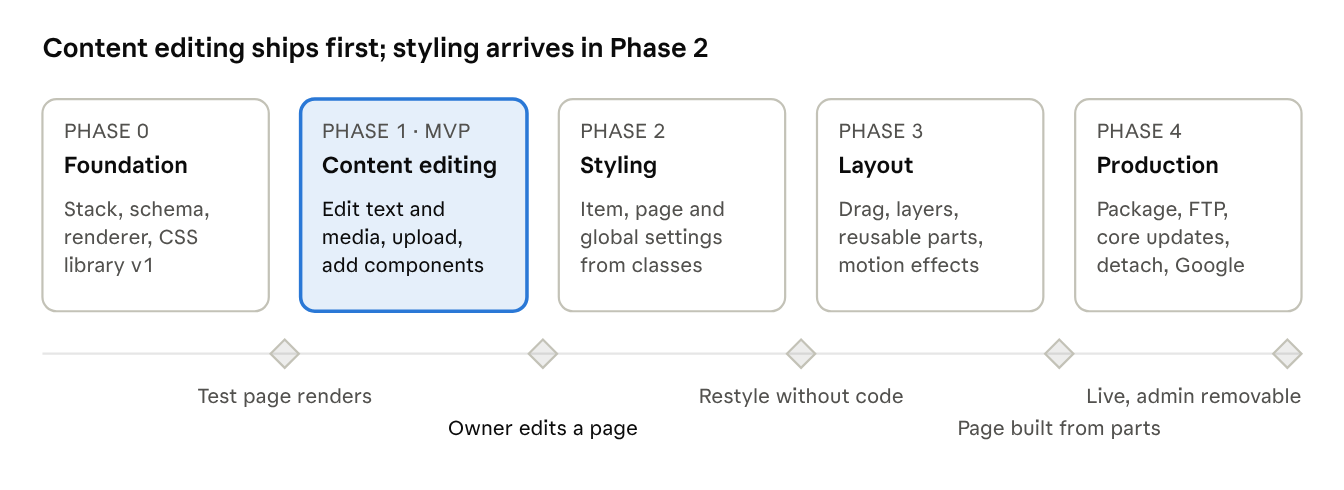 Content editing ships first; styling arrives in Phase 2
PHASE 0
Foundation
Stack, schema,
renderer, CSS
library v1
PHASE 1 · MVP
Content editing
Edit text and
media, upload,
add components
PHASE 2
Styling
Item, page and
global settings
from classes
PHASE 3
Layout
Drag, layers,
reusable parts,
motion effects
PHASE 4
Production
Package, FTP,
core updates,
detach, Google
Test page renders
Owner edits a page
Restyle without code
Page built from parts
Live, admin removable